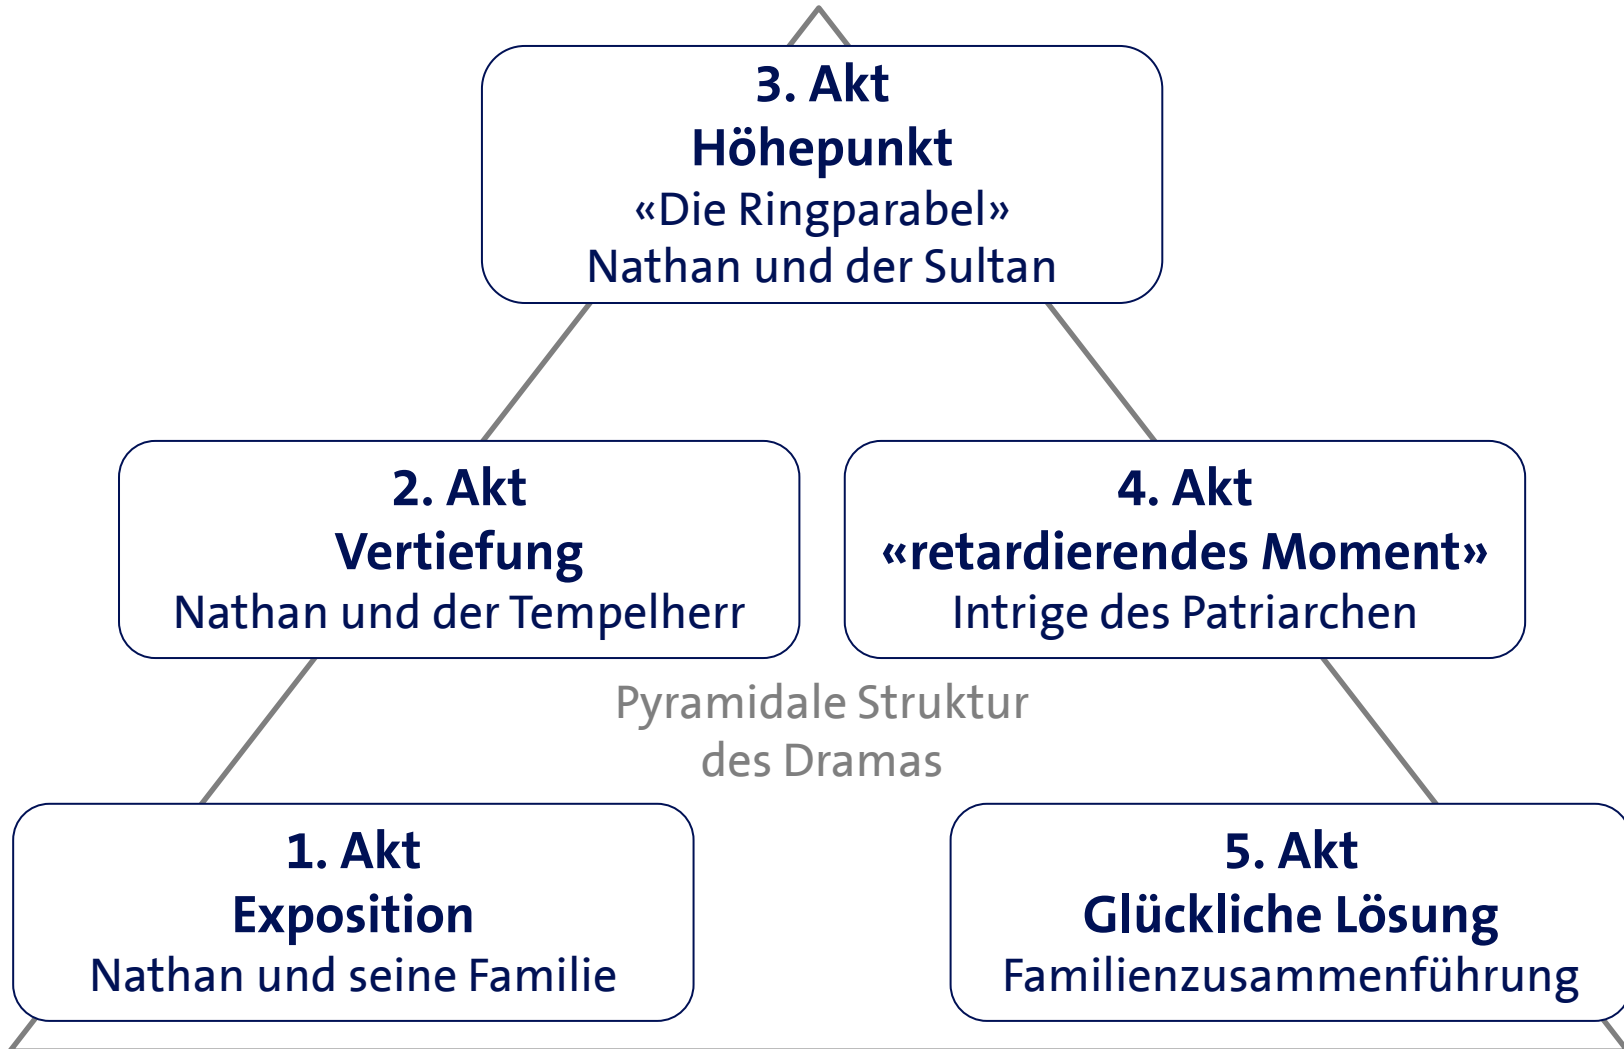 3. Akt
Höhepunkt
«Die Ringparabel»
Nathan und der Sultan
2. Akt
Vertiefung
Nathan und der Tempelherr
4. Akt
«retardierendes Moment»
Intrige des Patriarchen
Pyramidale Struktur
des Dramas
1. Akt
Exposition
Nathan und seine Familie
5. Akt
Glückliche Lösung
Familienzusammenführung